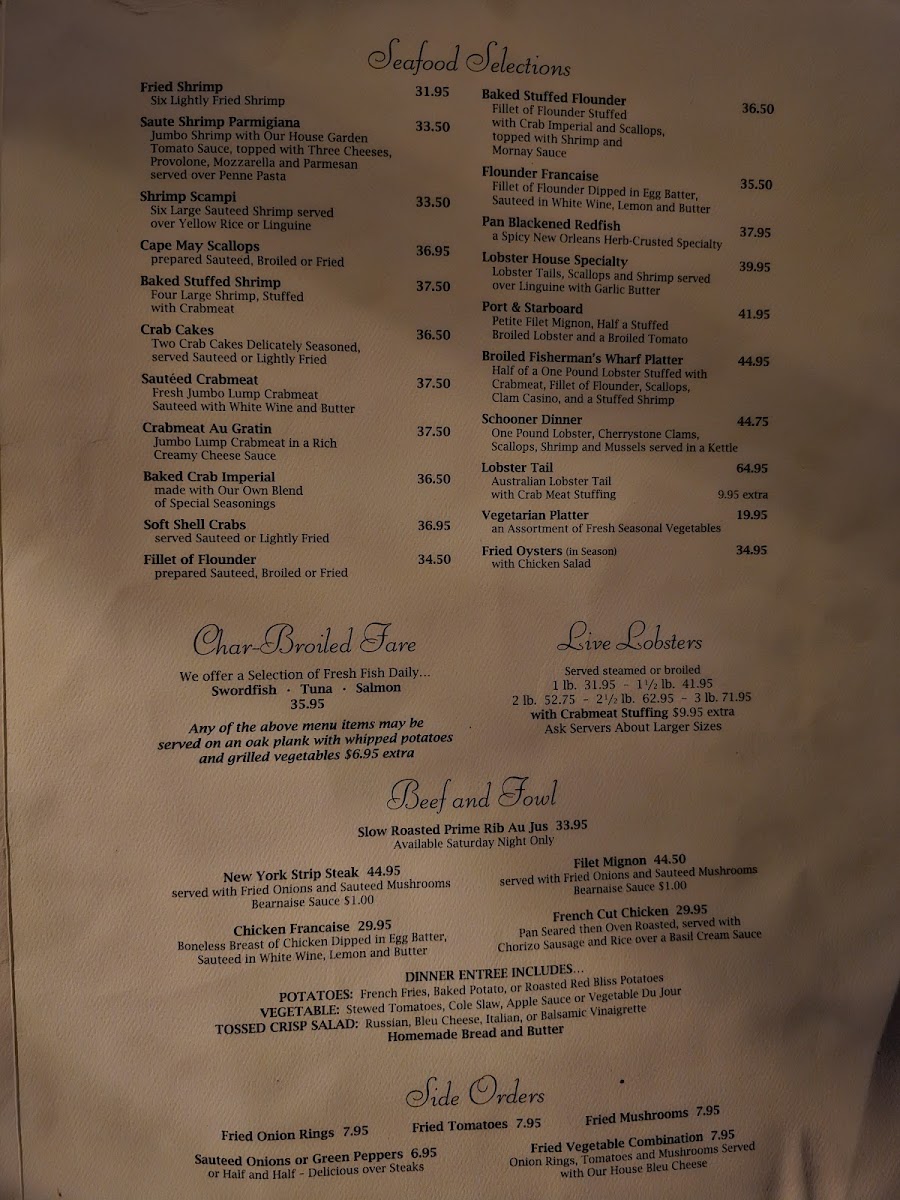 Seafood Selections
Fried Shrimp 31.95
Six Lightly Fried Shrimp
Saute Shrimp Parmigiana 33.50
Jumbo Shrimp with Our House Garden
Tomato Sauce, topped with Three Cheeses,
Provolone, Mozzarella and Parmesan
served over Penne Pasta
Shrimp Scampi 33.50
Six Large Sauteed Shrimp served
over Yellow Rice or Linguine
Cape May Scallops 36.95
prepared Sauteed, Broiled or Fried
Baked Stuffed Shrimp 37.50
Four Large Shrimp, Stuffed
with Crabmeat
Crab Cakes 36.50
Two Crab Cakes Delicately Seasoned,
served Sauteed or Lightly Fried
Sautéed Crabmeat 37.50
Fresh Jumbo Lump Crabmeat
Sauteed with White Wine and Butter
Crabmeat Au Gratin 37.50
Jumbo Lump Crabmeat in a Rich
Creamy Cheese Sauce
Baked Crab Imperial 36.50
made with Our Own Blend
of Special Seasonings
Soft Shell Crabs 36.95
served Sauteed or Lightly Fried
Fillet of Flounder 34.50
prepared Sauteed, Broiled or Fried
Baked Stuffed Flounder 36.50
Fillet of Flounder Stuffed
with Crab Imperial and Scallops,
topped with Shrimp and
Mornay Sauce
Flounder Francaise 35.50
Fillet of Flounder Dipped in Egg Batter,
Sauteed in White Wine, Lemon and Butter
Pan Blackened Redfish 37.95
a Spicy New Orleans Herb-Crusted Specialty
Lobster House Specialty 39.95
Lobster Tails, Scallops and Shrimp served
over Linguine with Garlic Butter
Port & Starboard 41.95
Petite Filet Mignon, Half a Stuffed
Broiled Lobster and a Broiled Tomato
Broiled Fisherman's Wharf Platter 44.95
Half of a One Pound Lobster Stuffed with
Crabmeat, Fillet of Flounder, Scallops,
Clam Casino, and a Stuffed Shrimp
Schooner Dinner 44.75
One Pound Lobster, Cherrystone Clams,
Scallops, Shrimp and Mussels served in a Kettle
Lobster Tail 64.95
Australian Lobster Tail
with Crab Meat Stuffing 9.95 extra
Vegetarian Platter 19.95
an Assortment of Fresh Seasonal Vegetables
Fried Oysters (in Season) 34.95
with Chicken Salad
Char-Broiled Fare
We offer a Selection of Fresh Fish Daily...
Swordfish · Tuna · Salmon
35.95
Any of the above menu items may be
served on an oak plank with whipped potatoes
and grilled vegetables $6.95 extra
Live Lobsters
Served steamed or broiled
1 lb. 31.95 – 1 1/2 lb. 41.95
2 lb. 52.75 – 2 1/2 lb. 62.95 – 3 lb. 71.95
with Crabmeat Stuffing $9.95 extra
Ask Servers About Larger Sizes
Beef and Fowl
Slow Roasted Prime Rib Au Jus 33.95
Available Saturday Night Only
New York Strip Steak 44.95
served with Fried Onions and Sauteed Mushrooms
Bearnaise Sauce $1.00
Filet Mignon 44.50
served with Fried Onions and Sauteed Mushrooms
Bearnaise Sauce $1.00
Chicken Francaise 29.95
Boneless Breast of Chicken Dipped in Egg Batter,
Sauteed in White Wine, Lemon and Butter
French Cut Chicken 29.95
Pan Seared then Oven Roasted, served with
Chorizo Sausage and Rice over a Basil Cream Sauce
DINNER ENTREE INCLUDES...
POTATOES: French Fries, Baked Potato, or Roasted Red Bliss Potatoes
VEGETABLE: Stewed Tomatoes, Cole Slaw, Apple Sauce or Vegetable Du Jour
TOSSED CRISP SALAD: Russian, Bleu Cheese, Italian, or Balsamic Vinaigrette
Homemade Bread and Butter
Side Orders
Fried Onion Rings 7.95
Fried Tomatoes 7.95
Fried Mushrooms 7.95
Sauteed Onions or Green Peppers 6.95
or Half and Half – Delicious over Steaks
Fried Vegetable Combination 7.95
Onion Rings, Tomatoes and Mushrooms Served
with Our House Bleu Cheese